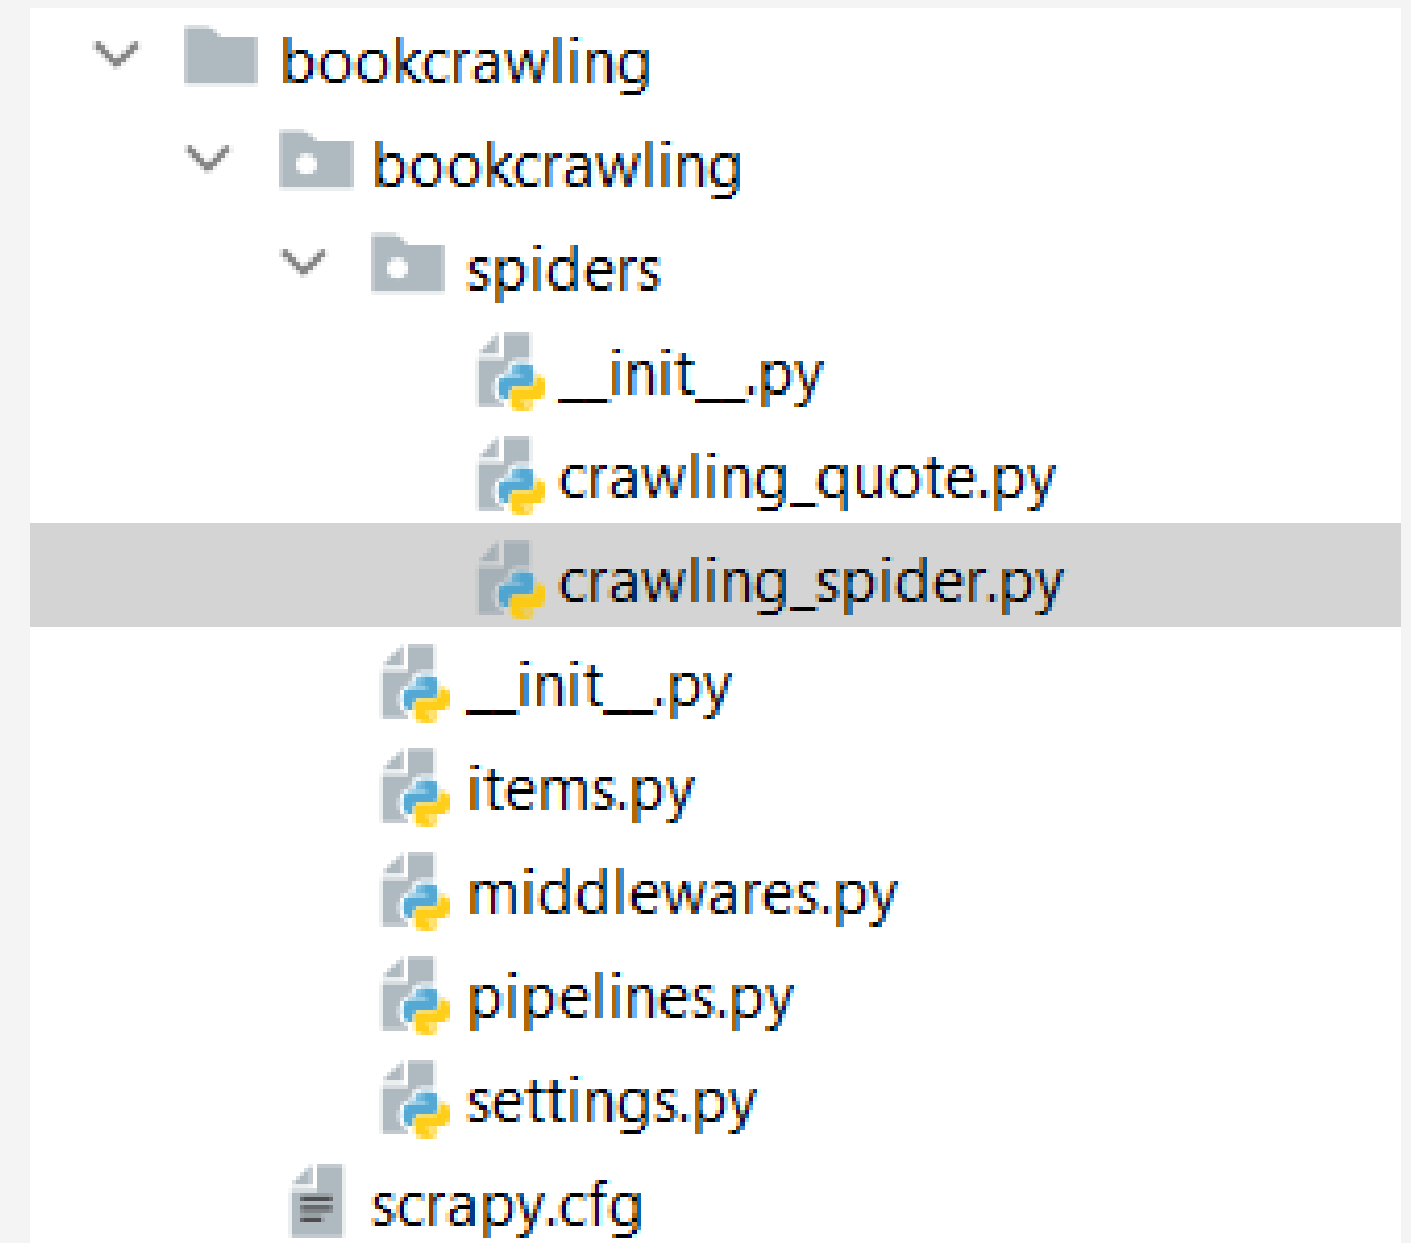 bookcrawling
bookcrawling
spiders
__init__.py
crawling_quote.py
crawling_spider.py
__init__.py
items.py
middlewares.py
pipelines.py
settings.py
scrapy.cfg